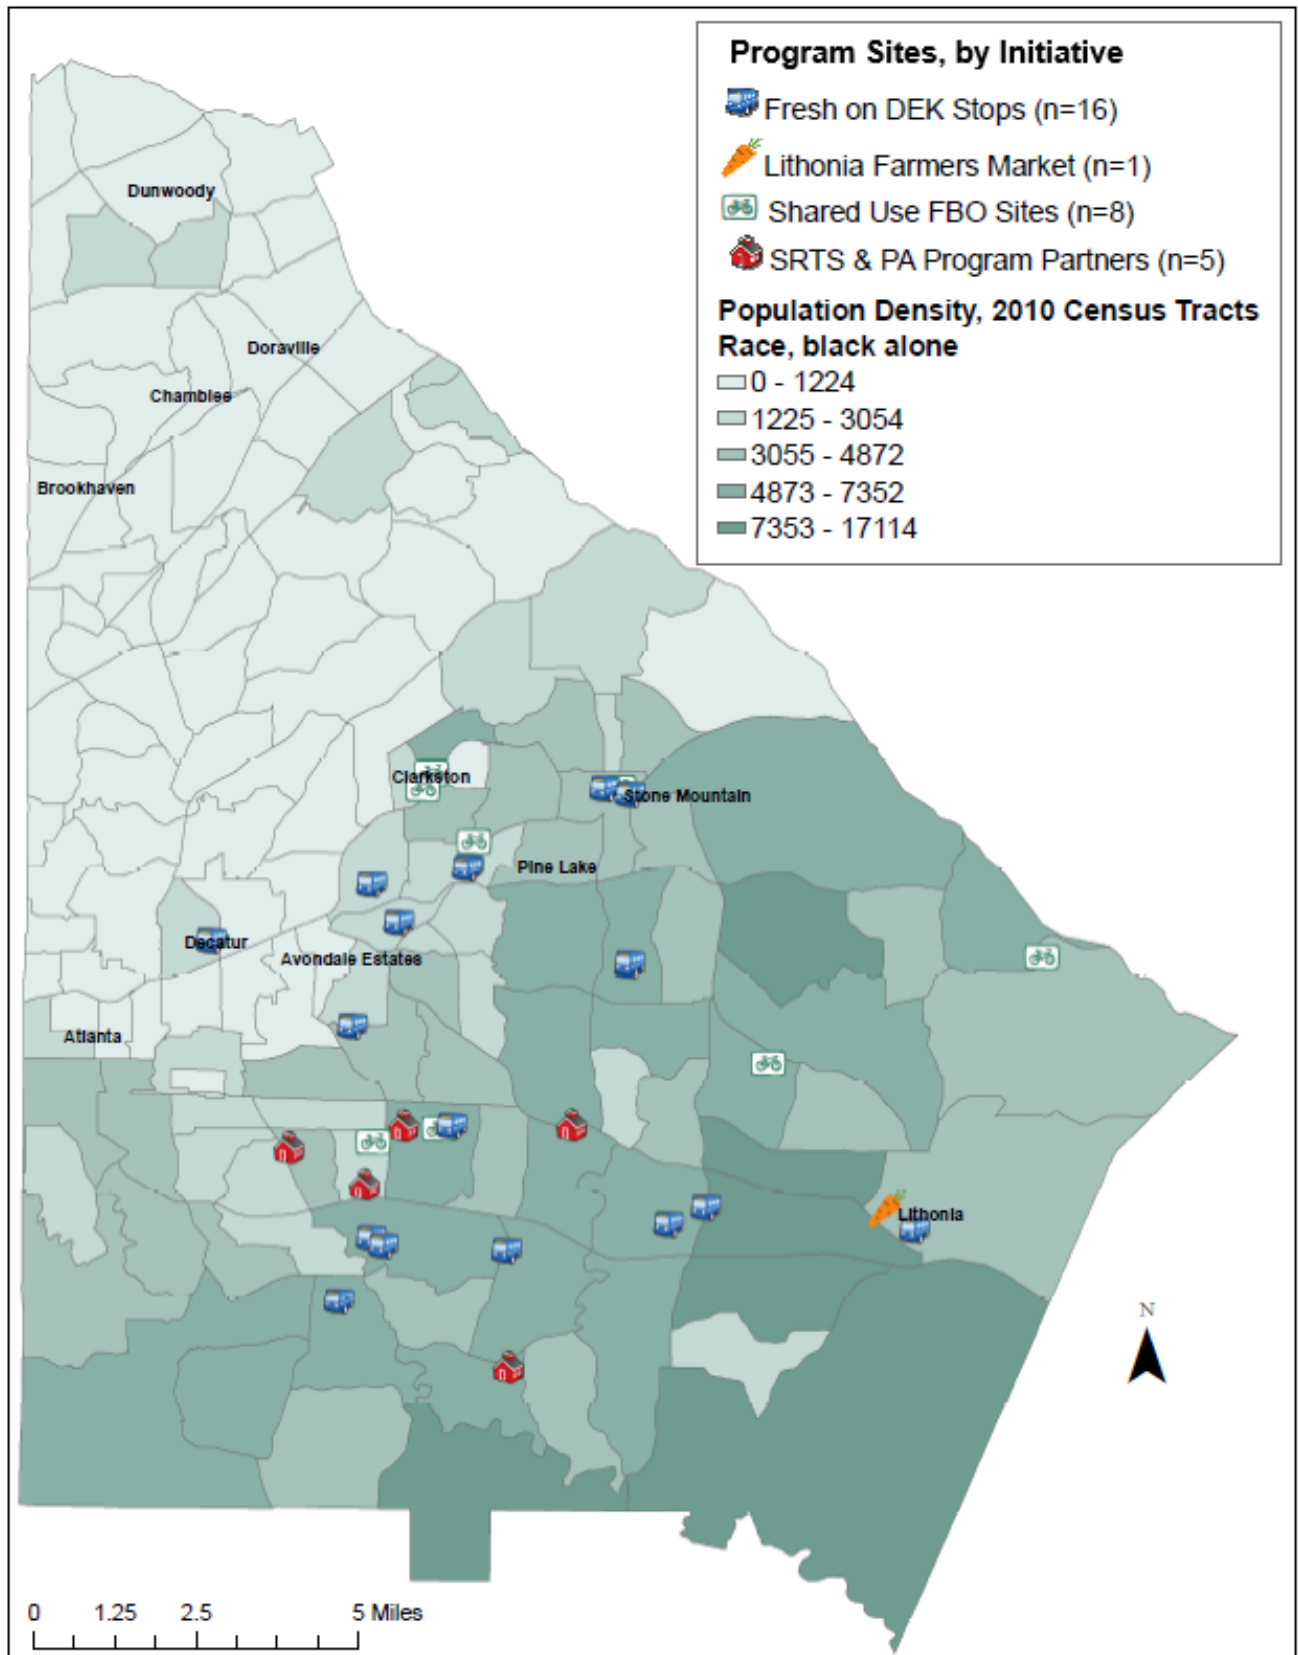 Program Sites, by Initiative
Fresh on DEK Stops (n=16)
Lithonia Farmers Market (n=1)
Shared Use FBO Sites (n=8)
SRTS & PA Program Partners (n=5)
Population Density, 2010 Census Tracts
Race, black alone
0 - 1224
1225 - 3054
3055 - 4872
4873 - 7352
7353 - 17114
Dunwoody
Doraville
Chamblee
Brookhaven
Clarkston
Stone Mountain
Pine Lake
Decatur
Avondale Estates
Atlanta
Lithonia
N
0 1.25 2.5 5 Miles